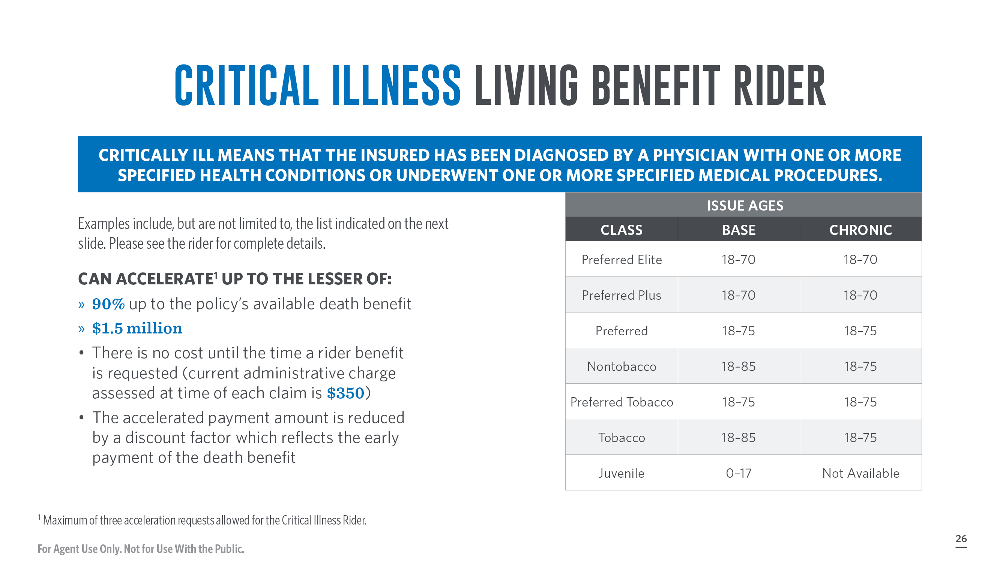 CRITICAL ILLNESS LIVING BENEFIT RIDER
CRITICALLY ILL MEANS THAT THE INSURED HAS BEEN DIAGNOSED BY A PHYSICIAN WITH ONE OR MORE
SPECIFIED HEALTH CONDITIONS OR UNDERWENT ONE OR MORE SPECIFIED MEDICAL PROCEDURES.
Examples include, but are not limited to, the list indicated on the next
slide. Please see the rider for complete details.
CAN ACCELERATE¹ UP TO THE LESSER OF:
» 90% up to the policy’s available death benefit
» $1.5 million
• There is no cost until the time a rider benefit
is requested (current administrative charge
assessed at time of each claim is $350)
• The accelerated payment amount is reduced
by a discount factor which reflects the early
payment of the death benefit
ISSUE AGES
CLASS BASE CHRONIC
Preferred Elite 18–70 18–70
Preferred Plus 18–70 18–70
Preferred 18–75 18–75
Nontobacco 18–85 18–75
Preferred Tobacco 18–75 18–75
Tobacco 18–85 18–75
Juvenile 0–17 Not Available
¹ Maximum of three acceleration requests allowed for the Critical Illness Rider.
For Agent Use Only. Not for Use With the Public.
26